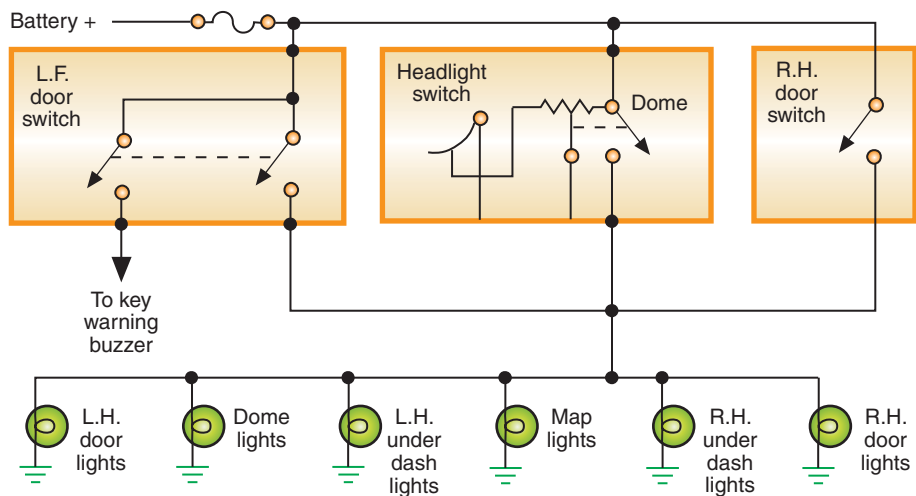 Battery +
L.F.
door
switch
Headlight
switch
Dome
R.H.
door
switch
To key
warning
buzzer
L.H.
door
lights
Dome
lights
L.H.
under
dash
lights
Map
lights
R.H.
under
dash
lights
R.H.
door
lights